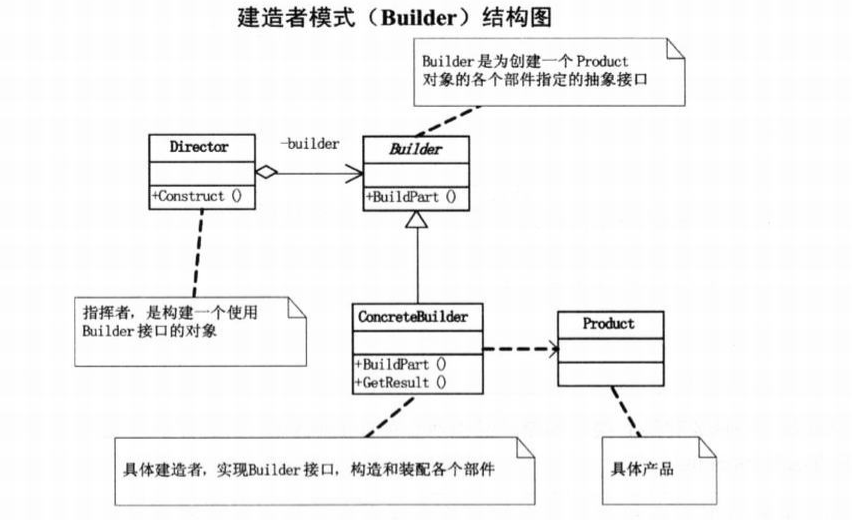 建造者模式（Builder）结构图
Builder是为创建一个Product
对象的各个部件指定的抽象接口
Director
-builder
Builder
+Construct ()
+BuildPart ()
指挥者，是构建一个使用
Builder接口的对象
ConcreteBuilder
Product
+BuildPart ()
+GetResult ()
具体建造者，实现Builder接口，构造和装配各个部件
具体产品